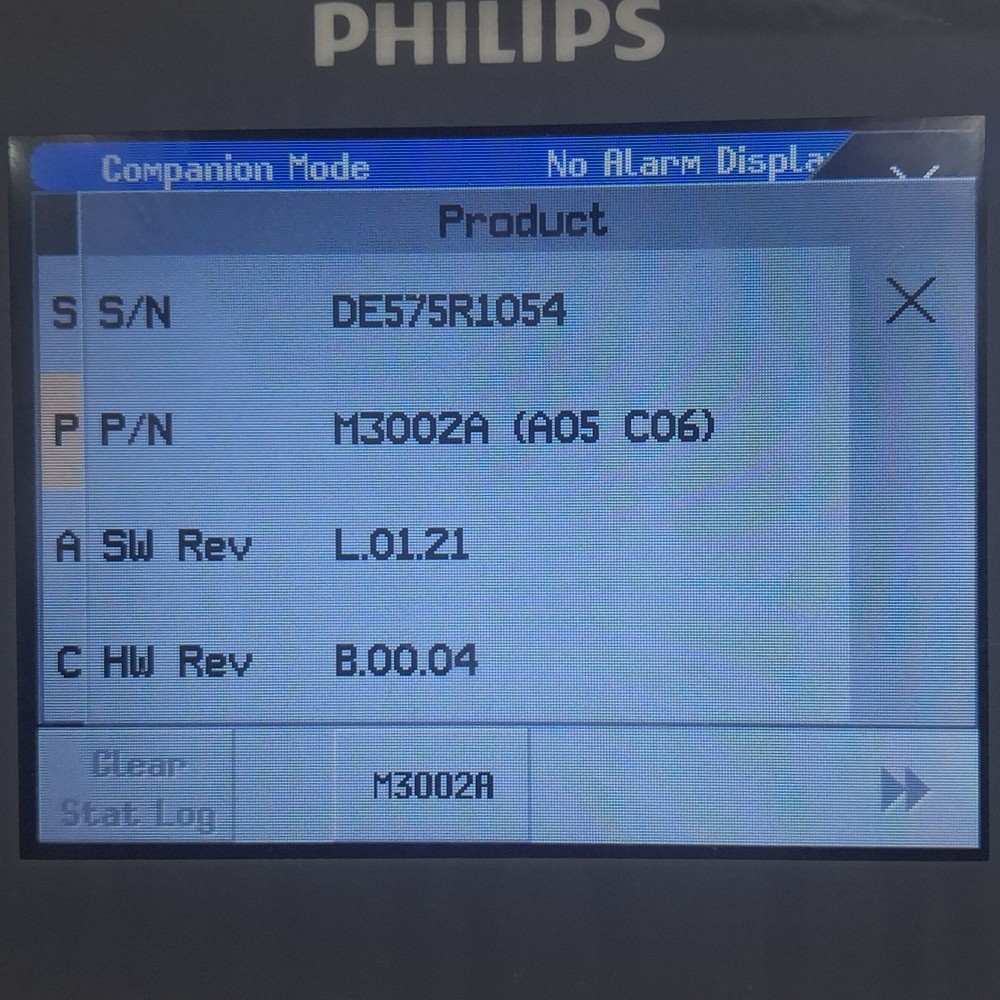 PHILIPS
Companion Mode No Alarm Displa
Product
S S/N DE575R1054
P P/N M3002A (A05 C06)
A SW Rev L.01.21
C HW Rev B.00.04
Clear
Stat Log
M3002A